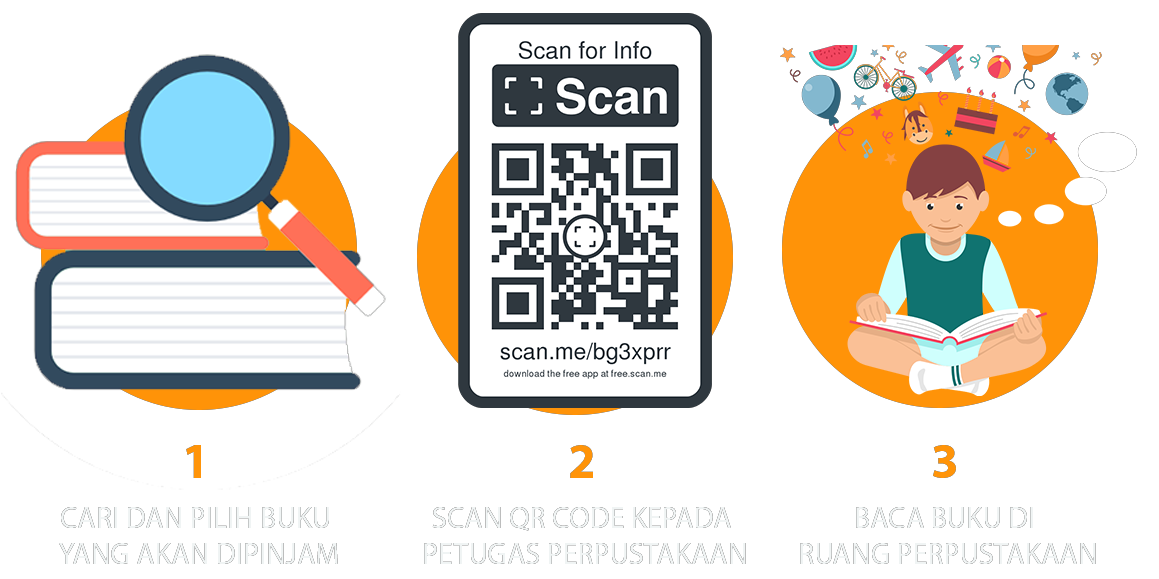 Scan for Info
Scan
scan.me/bg3xprr
download the free app at free.scan.me
1
2
3
CARI DAN PILIH BUKU
YANG AKAN DIPINJAM
SCAN QR CODE KEPADA
PETUGAS PERPUSTAKAAN
BACA BUKU DI
RUANG PERPUSTAKAAN